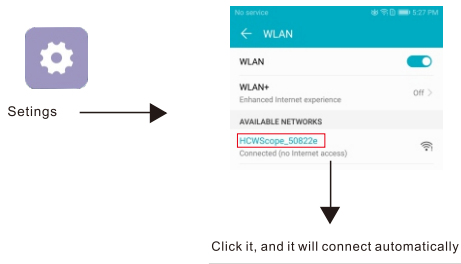 No service 5:27 PM
WLAN
WLAN
WLAN+
Enhanced Internet experience
Off
AVAILABLE NETWORKS
HCWScope_50822e
Connected (no Internet access)
Setings
Click it, and it will connect automatically